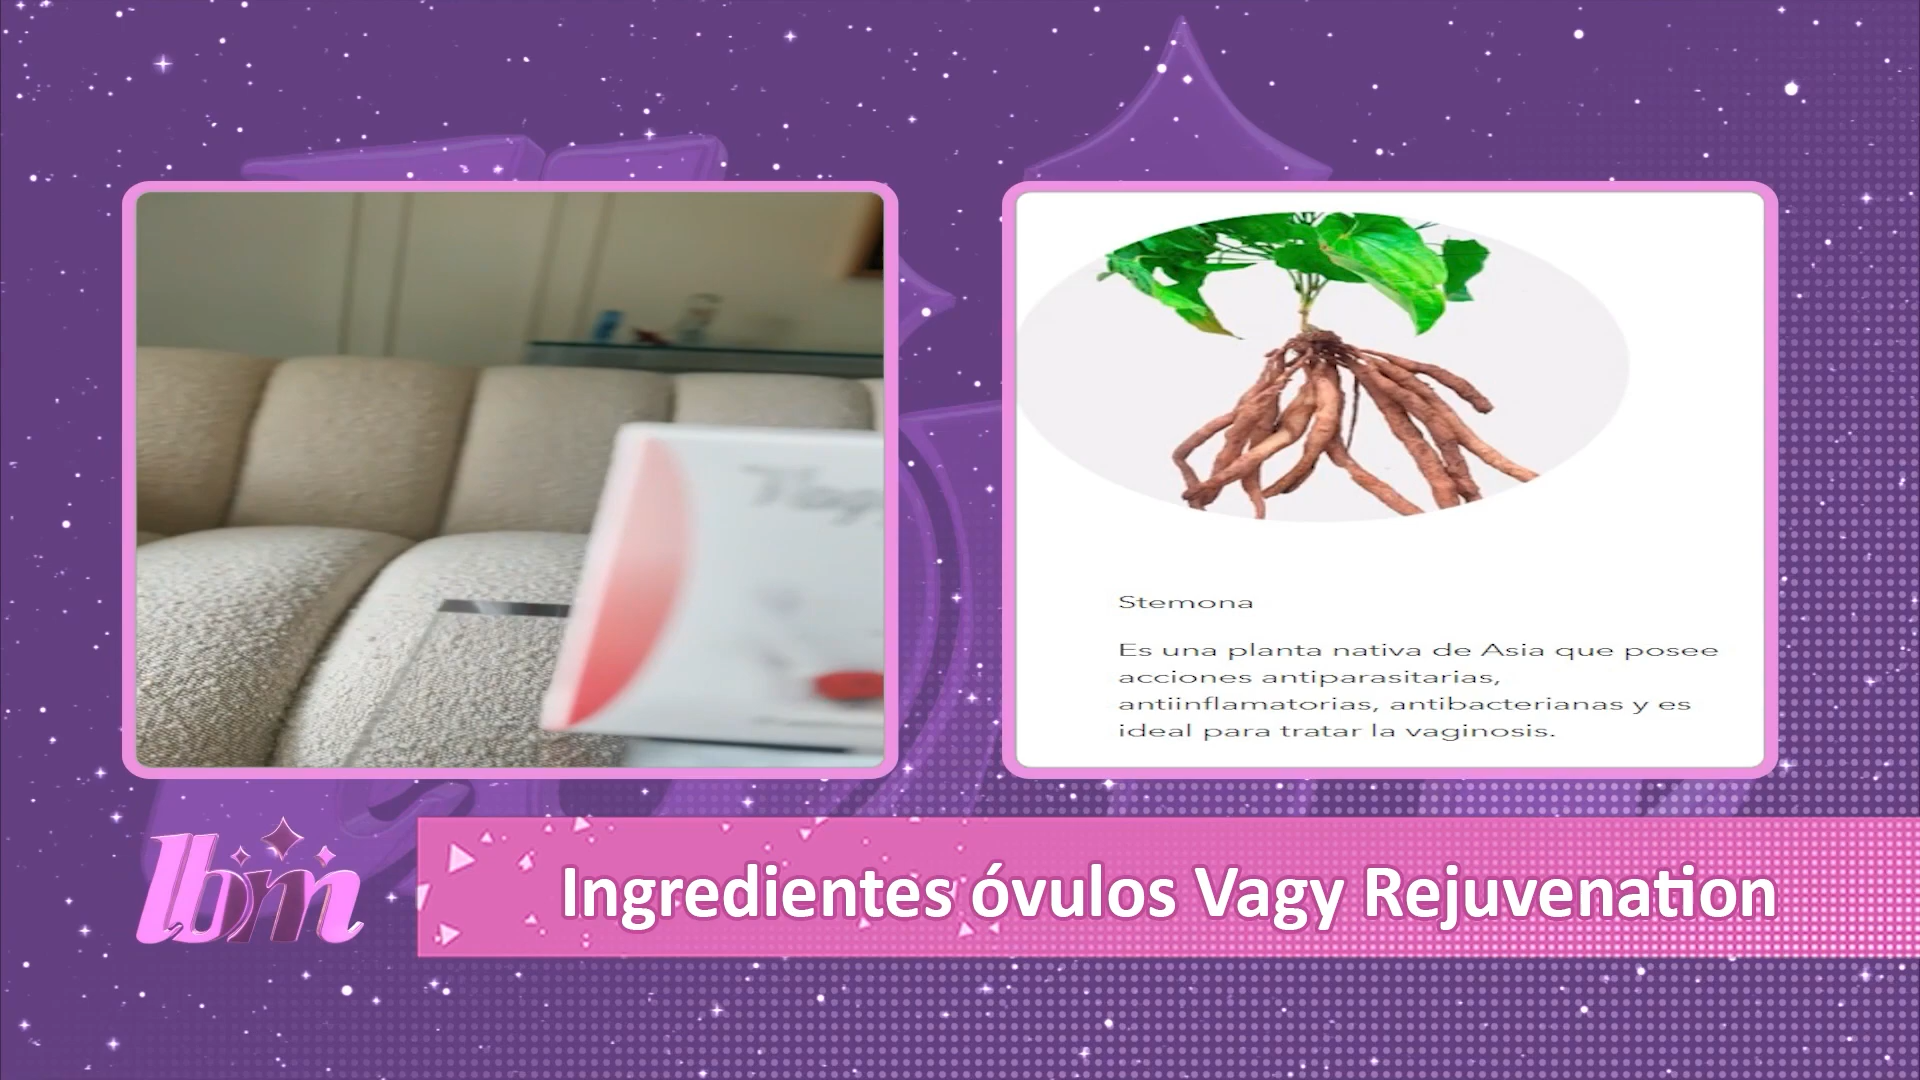 Stemona
Es una planta nativa de Asia que posee
acciones antiparasitarias,
antiinflamatorias, antibacterianas y es
ideal para tratar la vaginosis.
lbm
Ingredientes óvulos Vagy Rejuvenation